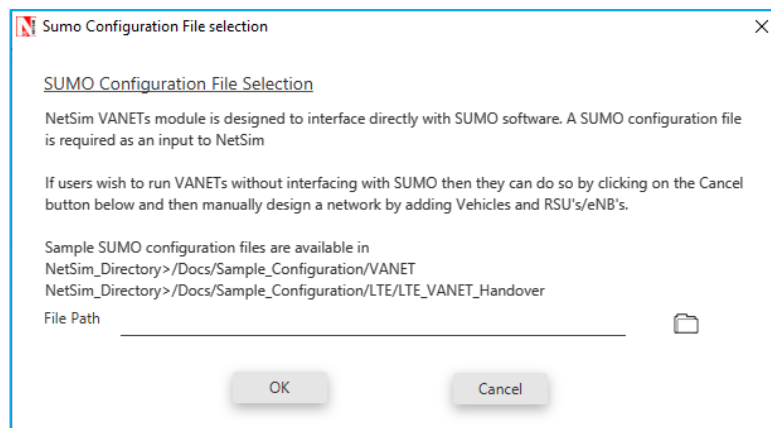 Sumo Configuration File selection
SUMO Configuration File Selection
NetSim VANETs module is designed to interface directly with SUMO software. A SUMO configuration file
is required as an input to NetSim
If users wish to run VANETs without interfacing with SUMO then they can do so by clicking on the Cancel
button below and then manually design a network by adding Vehicles and RSU's/eNB's.
Sample SUMO configuration files are available in
NetSim_Directory>/Docs/Sample_Configuration/VANET
NetSim_Directory>/Docs/Sample_Configuration/LTE/LTE_VANET_Handover
File Path
OK
Cancel